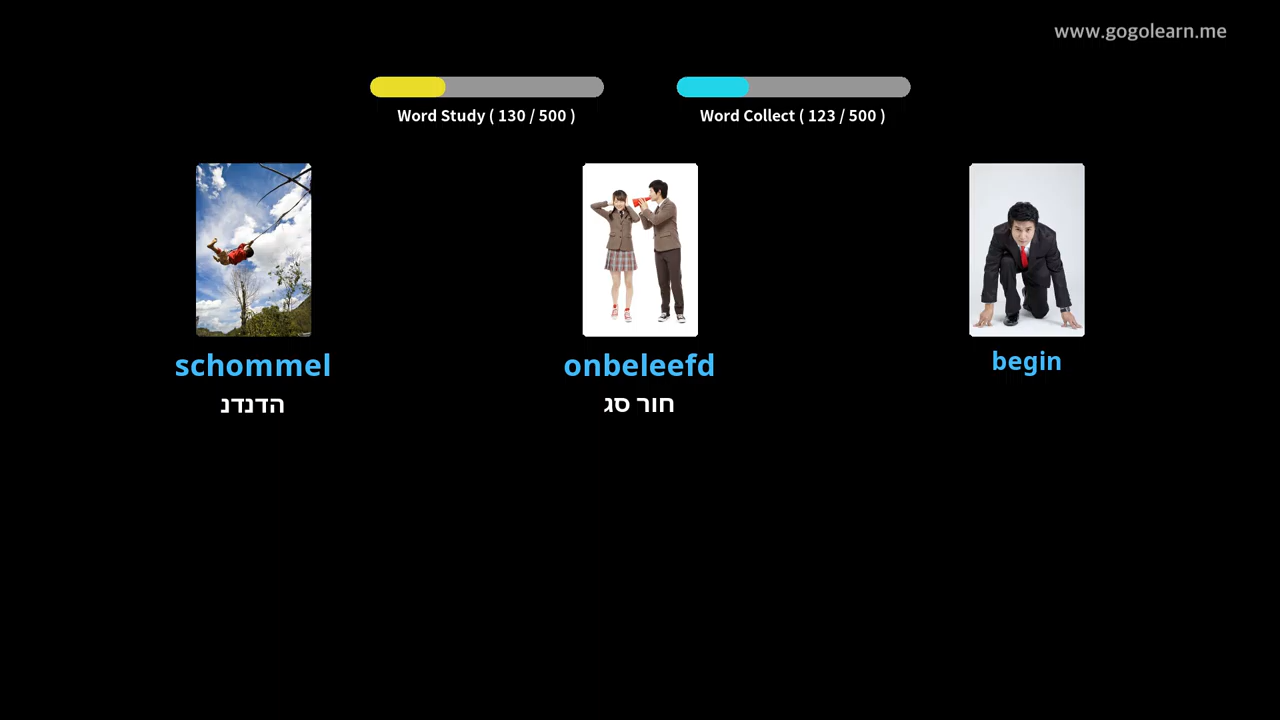 www.gogolearn.me
Word Study ( 130 / 500 )
Word Collect ( 123 / 500 )
schommel
הדנדנ
onbeleefd
חור סג
begin